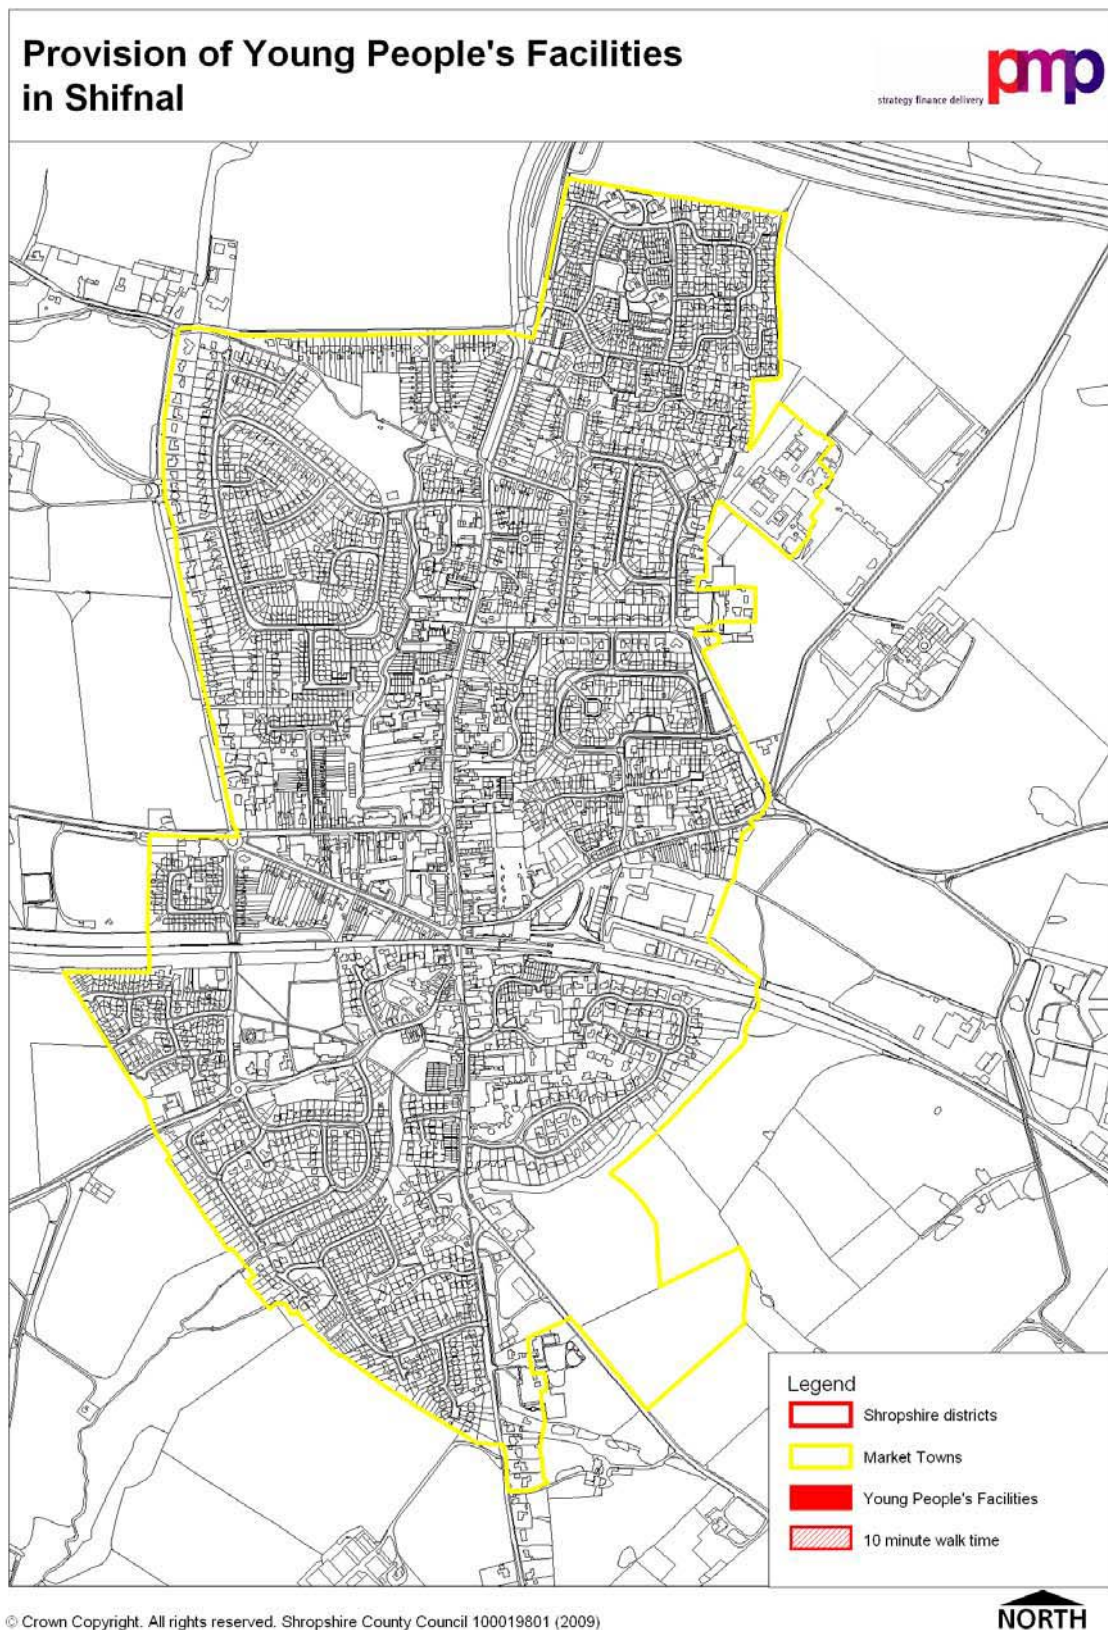 Provision of Young People's Facilities
in Shifnal
strategy finance delivery pmp
Legend
Shropshire districts
Market Towns
Young People's Facilities
10 minute walk time
© Crown Copyright. All rights reserved. Shropshire County Council 100019801 (2009)
NORTH